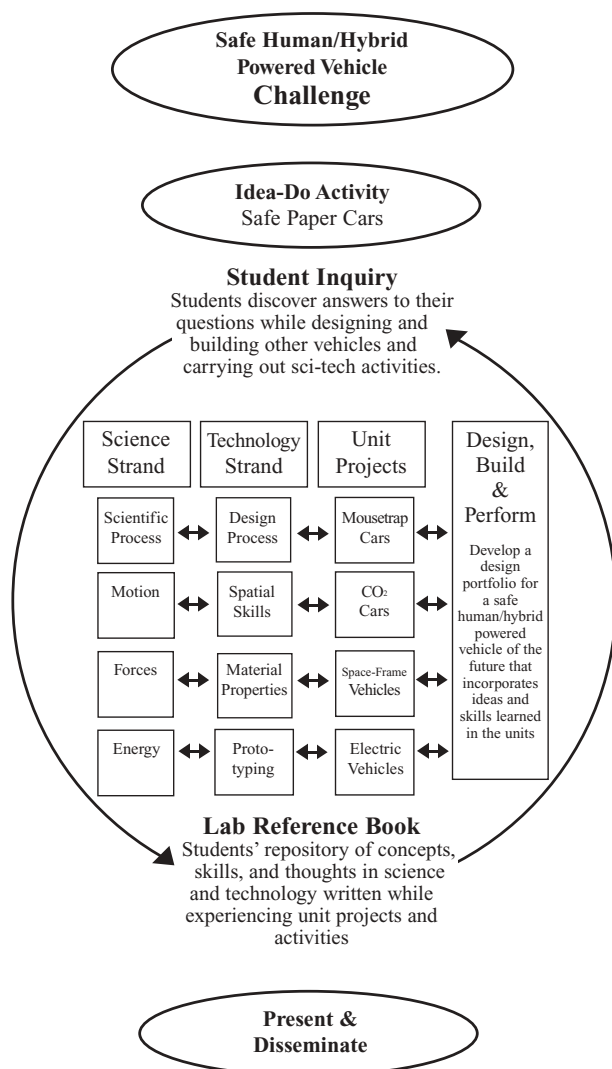 Safe Human/Hybrid
Powered Vehicle
Challenge
Idea-Do Activity
Safe Paper Cars
Student Inquiry
Students discover answers to their
questions while designing and
building other vehicles and
carrying out sci-tech activities.
Science
Strand
Technology
Strand
Unit
Projects
Design,
Build
&
Perform
Develop a
design
portfolio for
a safe
human/hybrid
powered
vehicle of the
future that
incorporates
ideas and
skills learned
in the units
Scientific
Process
Design
Process
Mousetrap
Cars
Motion
Spatial
Skills
CO₂
Cars
Forces
Material
Properties
Space-Frame
Vehicles
Energy
Proto-
typing
Electric
Vehicles
Lab Reference Book
Students’ repository of concepts,
skills, and thoughts in science
and technology written while
experiencing unit projects and
activities
Present &
Disseminate